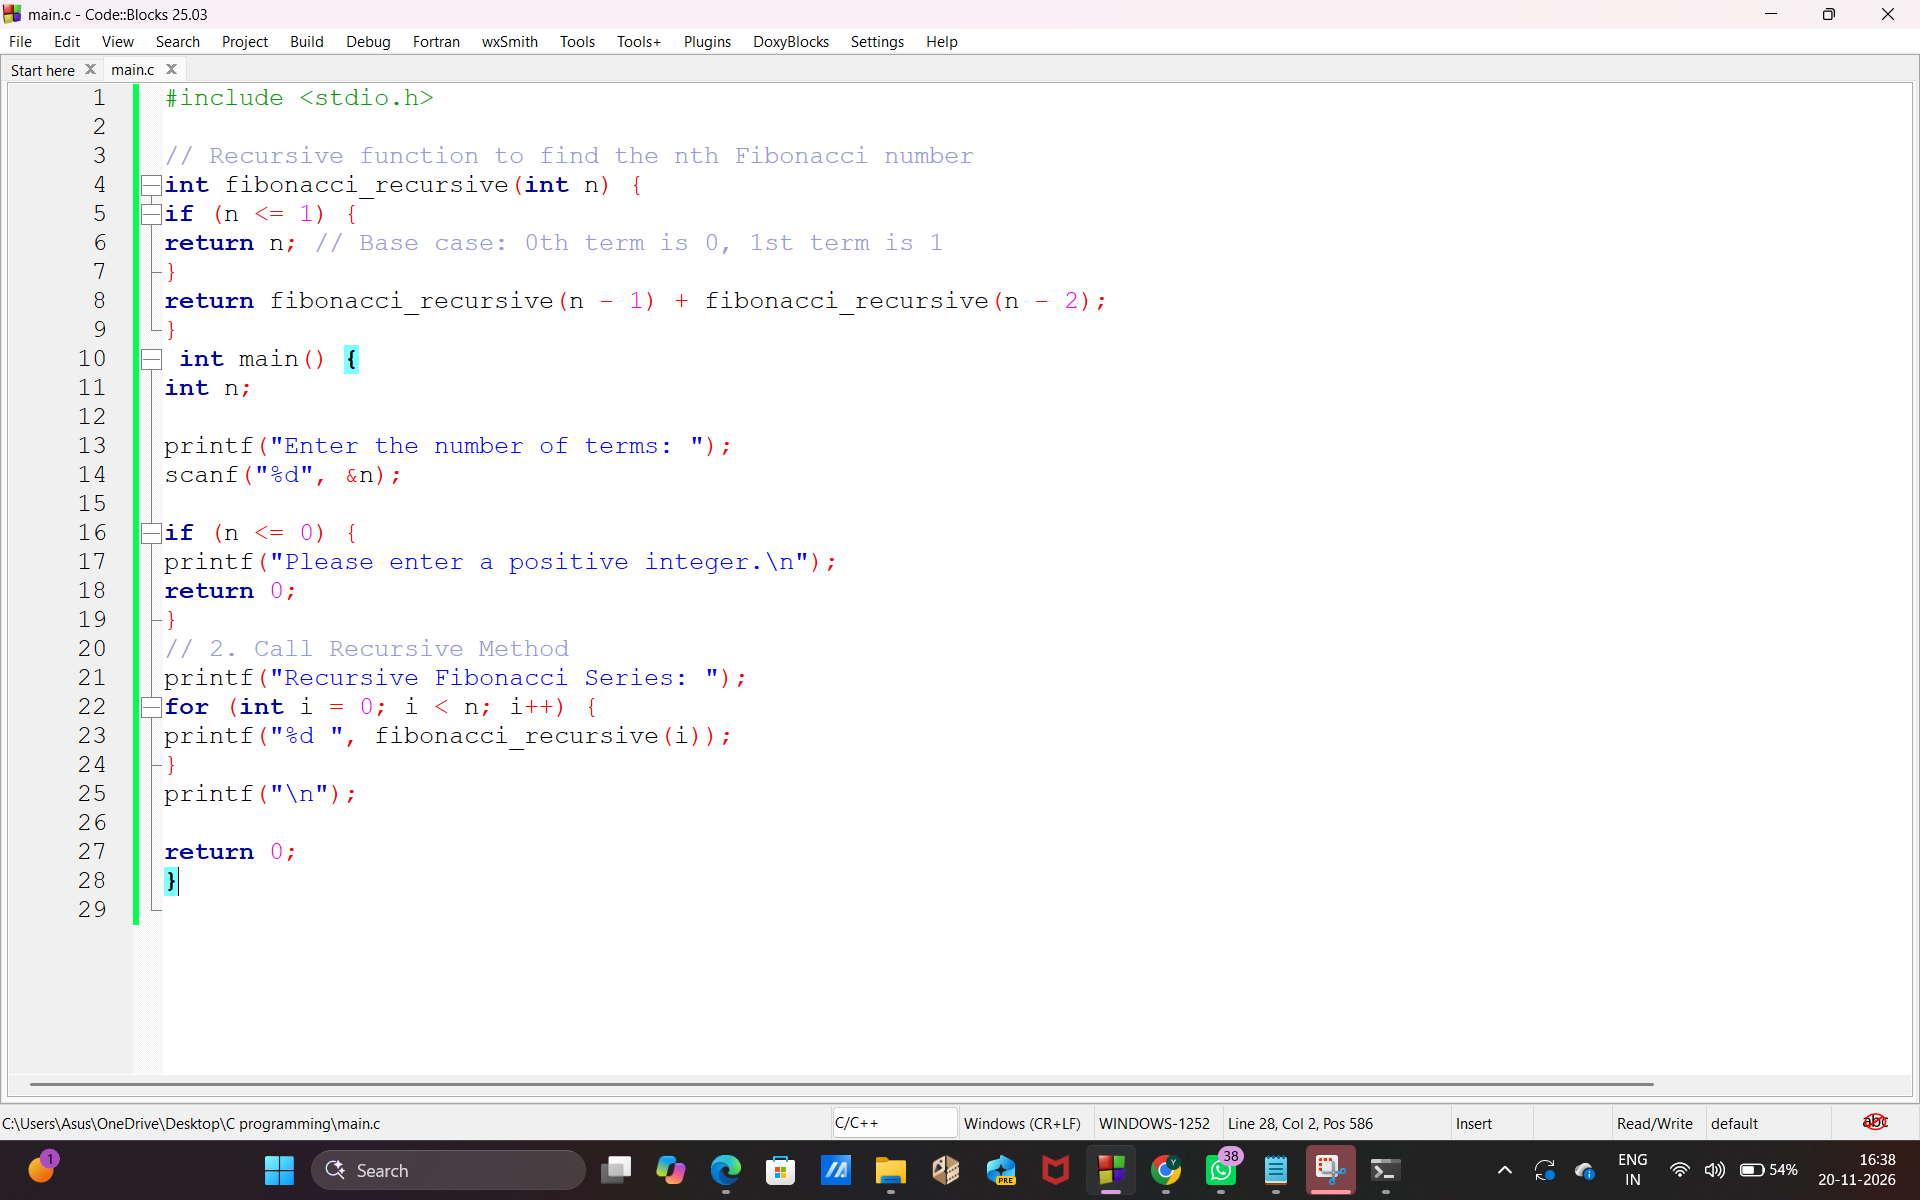 main.c - Code::Blocks 25.03
File Edit View Search Project Build Debug Fortran wxSmith Tools Tools+ Plugins DoxyBlocks Settings Help
Start here main.c
1 #include <stdio.h>
2
3 // Recursive function to find the nth Fibonacci number
4 int fibonacci_recursive(int n) {
5 if (n <= 1) {
6 return n; // Base case: 0th term is 0, 1st term is 1
7 }
8 return fibonacci_recursive(n - 1) + fibonacci_recursive(n - 2);
9 }
10 int main() {
11 int n;
12
13 printf("Enter the number of terms: ");
14 scanf("%d", &n);
15
16 if (n <= 0) {
17 printf("Please enter a positive integer.\n");
18 return 0;
19 }
20 // 2. Call Recursive Method
21 printf("Recursive Fibonacci Series: ");
22 for (int i = 0; i < n; i++) {
23 printf("%d ", fibonacci_recursive(i));
24 }
25 printf("\n");
26
27 return 0;
28 }
29
C:\Users\Asus\OneDrive\Desktop\C programming\main.c C/C++ Windows (CR+LF) WINDOWS-1252 Line 28, Col 2, Pos 586 Insert Read/Write default abc
1 Search PRE 38 ENG IN 54% 16:38
20-11-2026